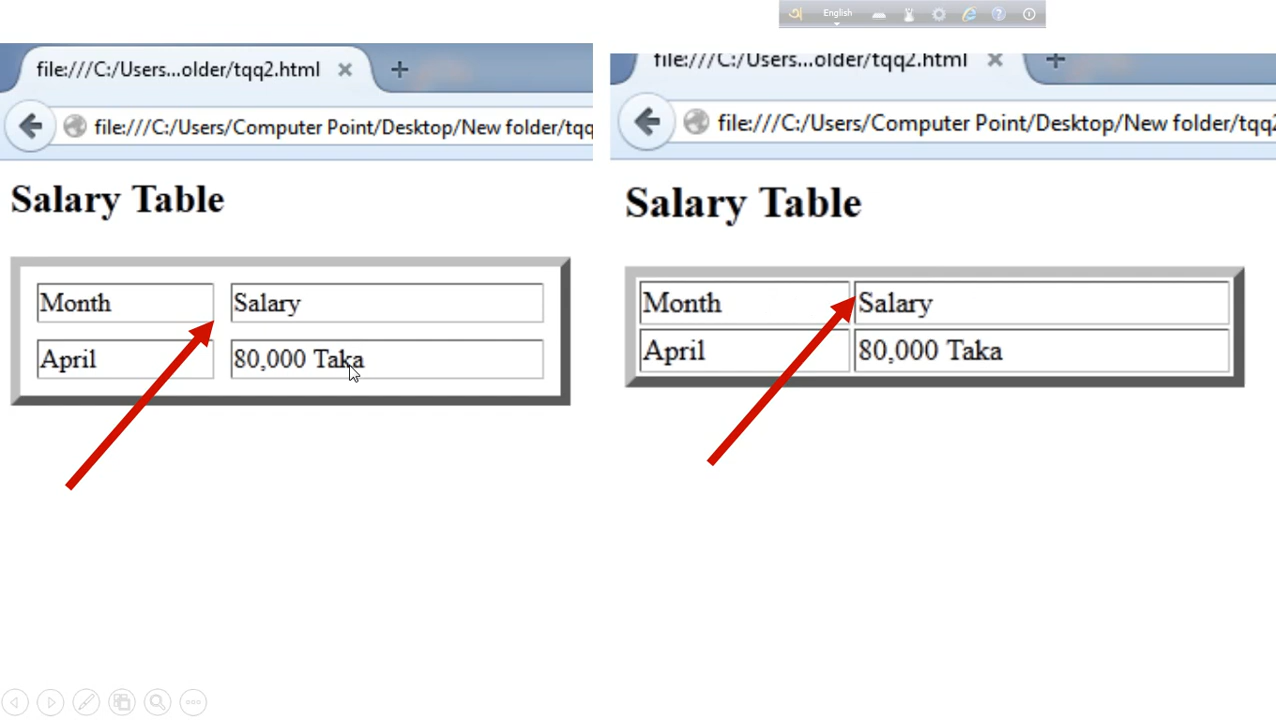 English
file:///C:/Users...older/tqq2.html
file:///C:/Users/Computer Point/Desktop/New folder/tqq
Salary Table
Month Salary
April 80,000 Taka
file:///C:/Users...older/tqq2.html
file:///C:/Users/Computer Point/Desktop/New folder/tqq2
Salary Table
Month Salary
April 80,000 Taka